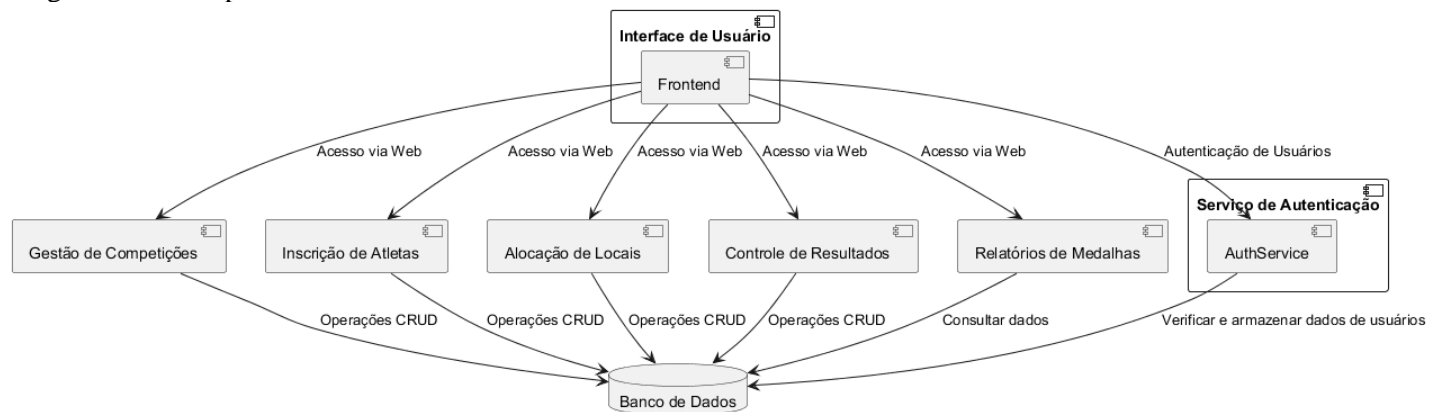 Interface de Usuário
Frontend
Acesso via Web
Acesso via Web
Acesso via Web
Acesso via Web
Acesso via Web
Autenticação de Usuários
Serviço de Autenticação
Gestão de Competições
Inscrição de Atletas
Alocação de Locais
Controle de Resultados
Relatórios de Medalhas
AuthService
Operações CRUD
Operações CRUD
Operações CRUD
Operações CRUD
Consultar dados
Verificar e armazenar dados de usuários
Banco de Dados